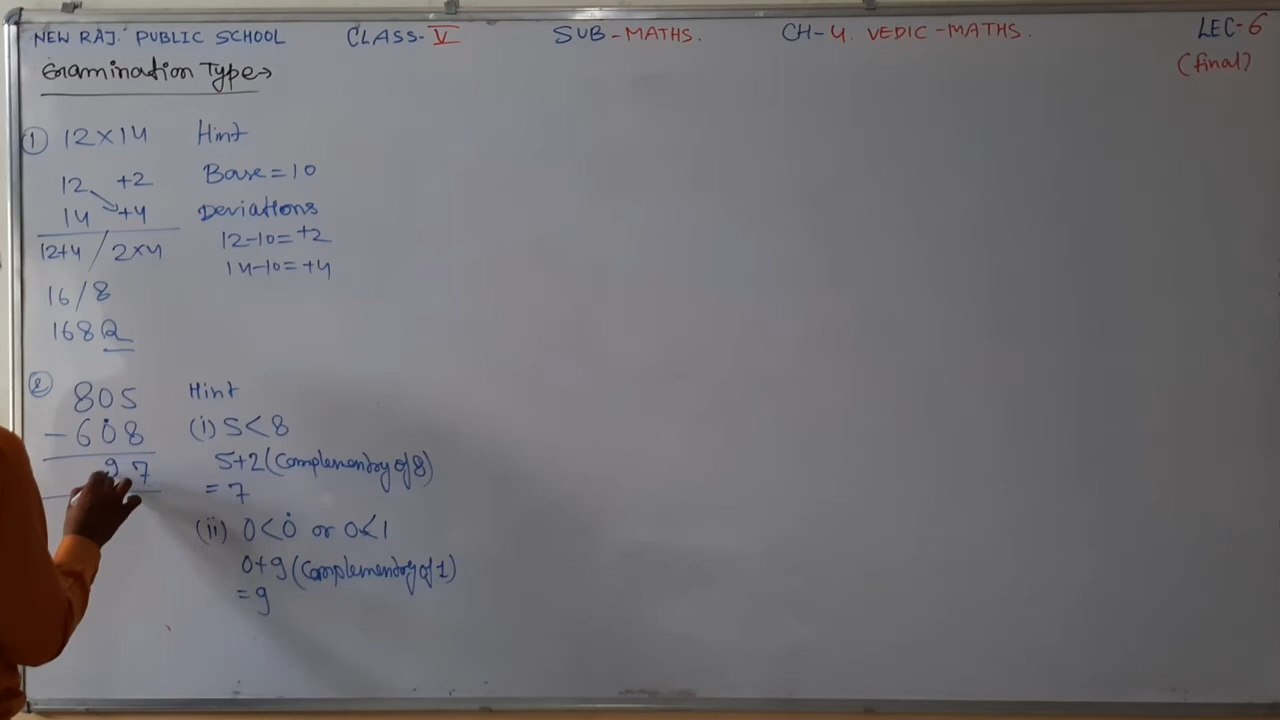 NEW RAJ. PUBLIC SCHOOL CLASS-V SUB-MATHS. CH-4. VEDIC-MATHS. LEC-6
(final)
Examination Type→
① 12×14 Hint
12 +2 Base=10
14 +4 Deviations
12+4 / 2×4 12-10=+2
14-10=+4
16/8
168
② 805 Hint
-608̇ (i) 5<8
97 5+2(Complementry of 8)
=7
(ii) 0<0̇ or 0<1
0+9(Complementry of 1)
=9